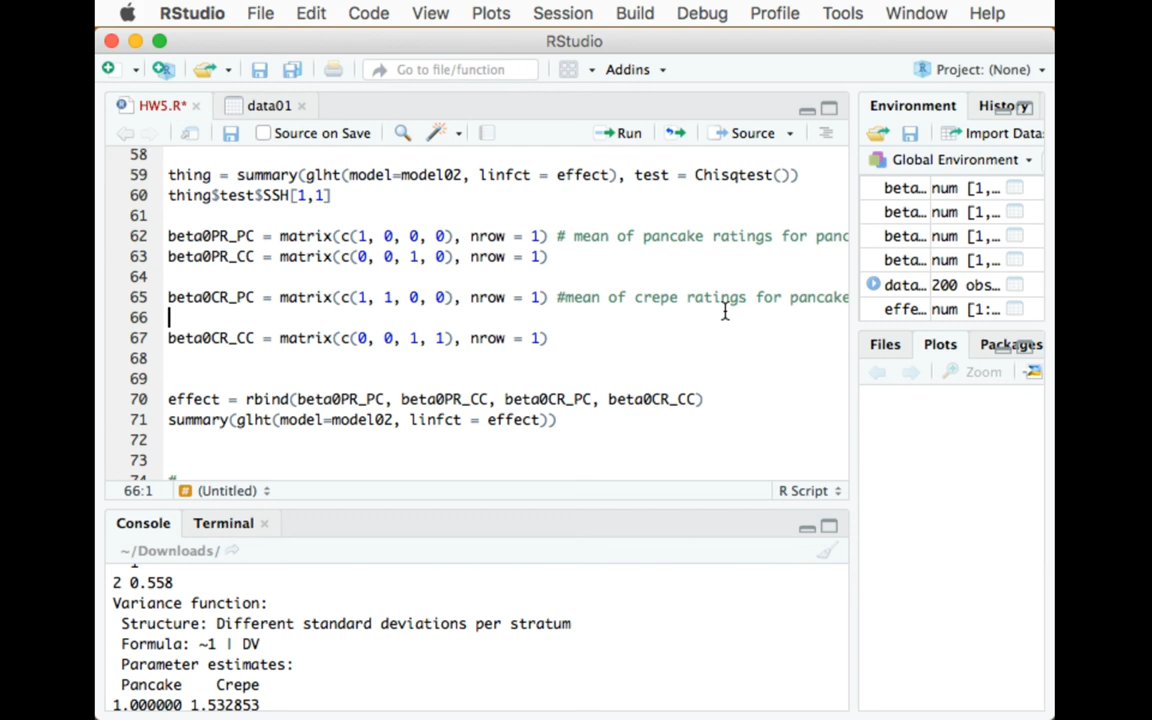 RStudio File Edit Code View Plots Session Build Debug Profile Tools Window Help
RStudio
Go to file/function Addins Project: (None)
HW5.R* data01
Source on Save Run Source
58
59 thing = summary(glht(model=model02, linfct = effect), test = Chisqtest())
60 thing$test$SSH[1,1]
61
62 beta0PR_PC = matrix(c(1, 0, 0, 0), nrow = 1) # mean of pancake ratings for panc
63 beta0PR_CC = matrix(c(0, 0, 1, 0), nrow = 1)
64
65 beta0CR_PC = matrix(c(1, 1, 0, 0), nrow = 1) #mean of crepe ratings for pancake
66
67 beta0CR_CC = matrix(c(0, 0, 1, 1), nrow = 1)
68
69
70 effect = rbind(beta0PR_PC, beta0PR_CC, beta0CR_PC, beta0CR_CC)
71 summary(glht(model=model02, linfct = effect))
72
73
66:1 (Untitled) R Script
Console Terminal
~/Downloads/
2 0.558
Variance function:
Structure: Different standard deviations per stratum
Formula: ~1 | DV
Parameter estimates:
Pancake Crepe
1.000000 1.532853
Environment History
Import Data
Global Environment
beta… num [1,…
beta… num [1,…
beta… num [1,…
beta… num [1,…
data… 200 obs…
effe… num [1:…
Files Plots Packages
Zoom